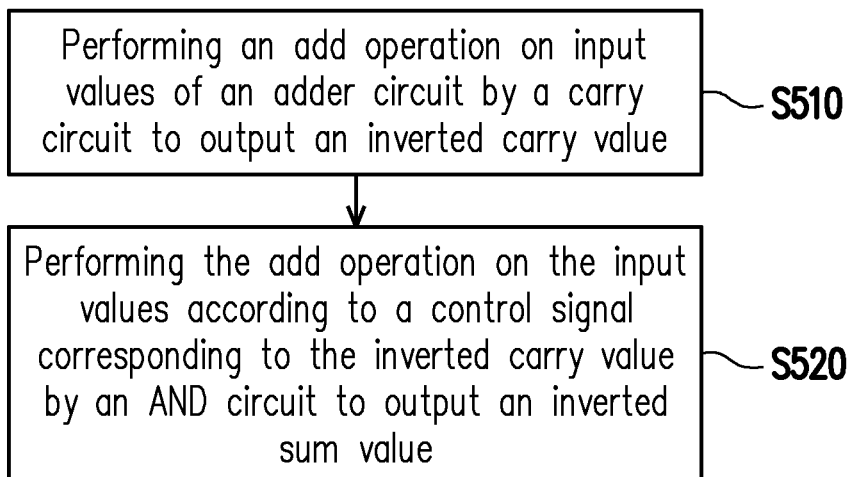 Performing an add operation on input
values of an adder circuit by a carry
circuit to output an inverted carry value
S510
Performing the add operation on the input
values according to a control signal
corresponding to the inverted carry value
by an AND circuit to output an inverted
sum value
S520